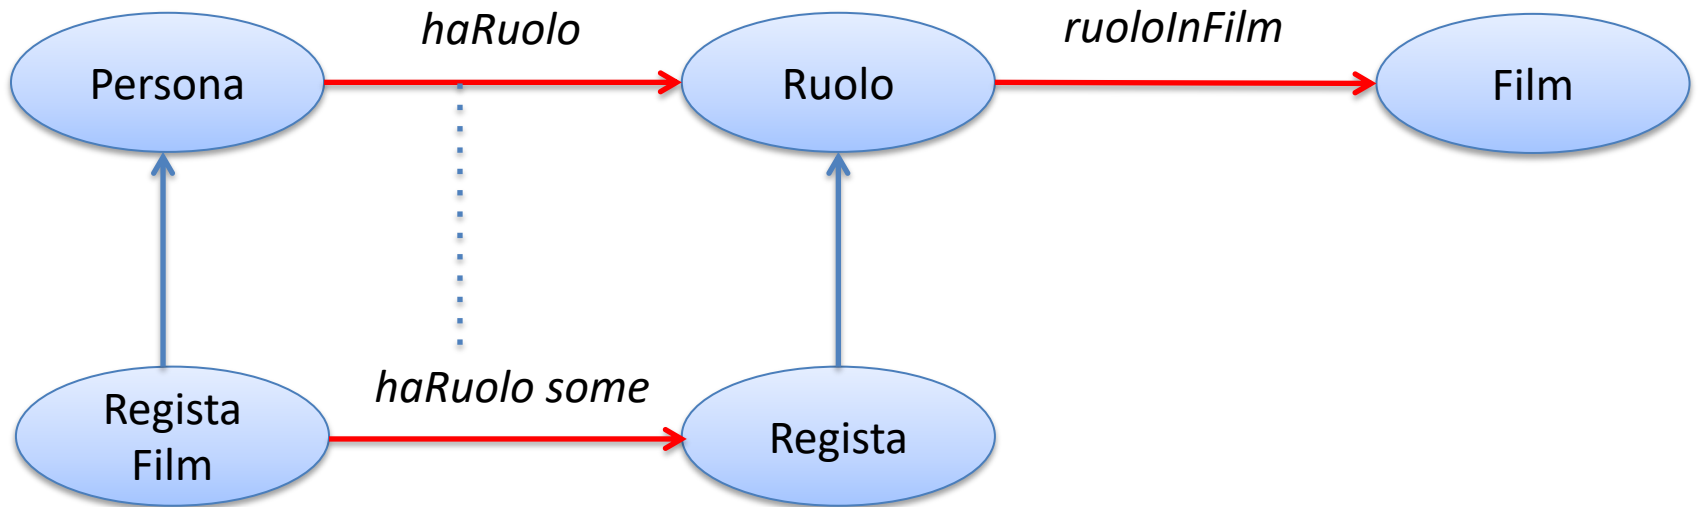 haRuolo
ruoloInFilm
Persona
Ruolo
Film
haRuolo some
Regista
Film
Regista